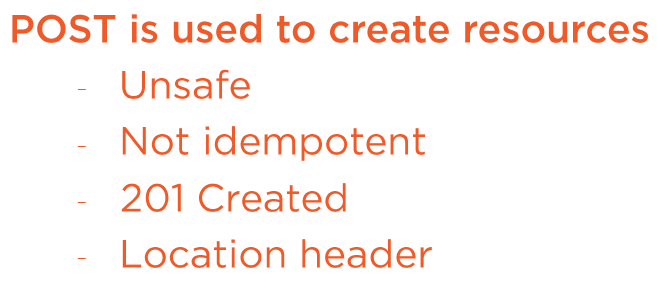 POST is used to create resources
- Unsafe
- Not idempotent
- 201 Created
- Location header